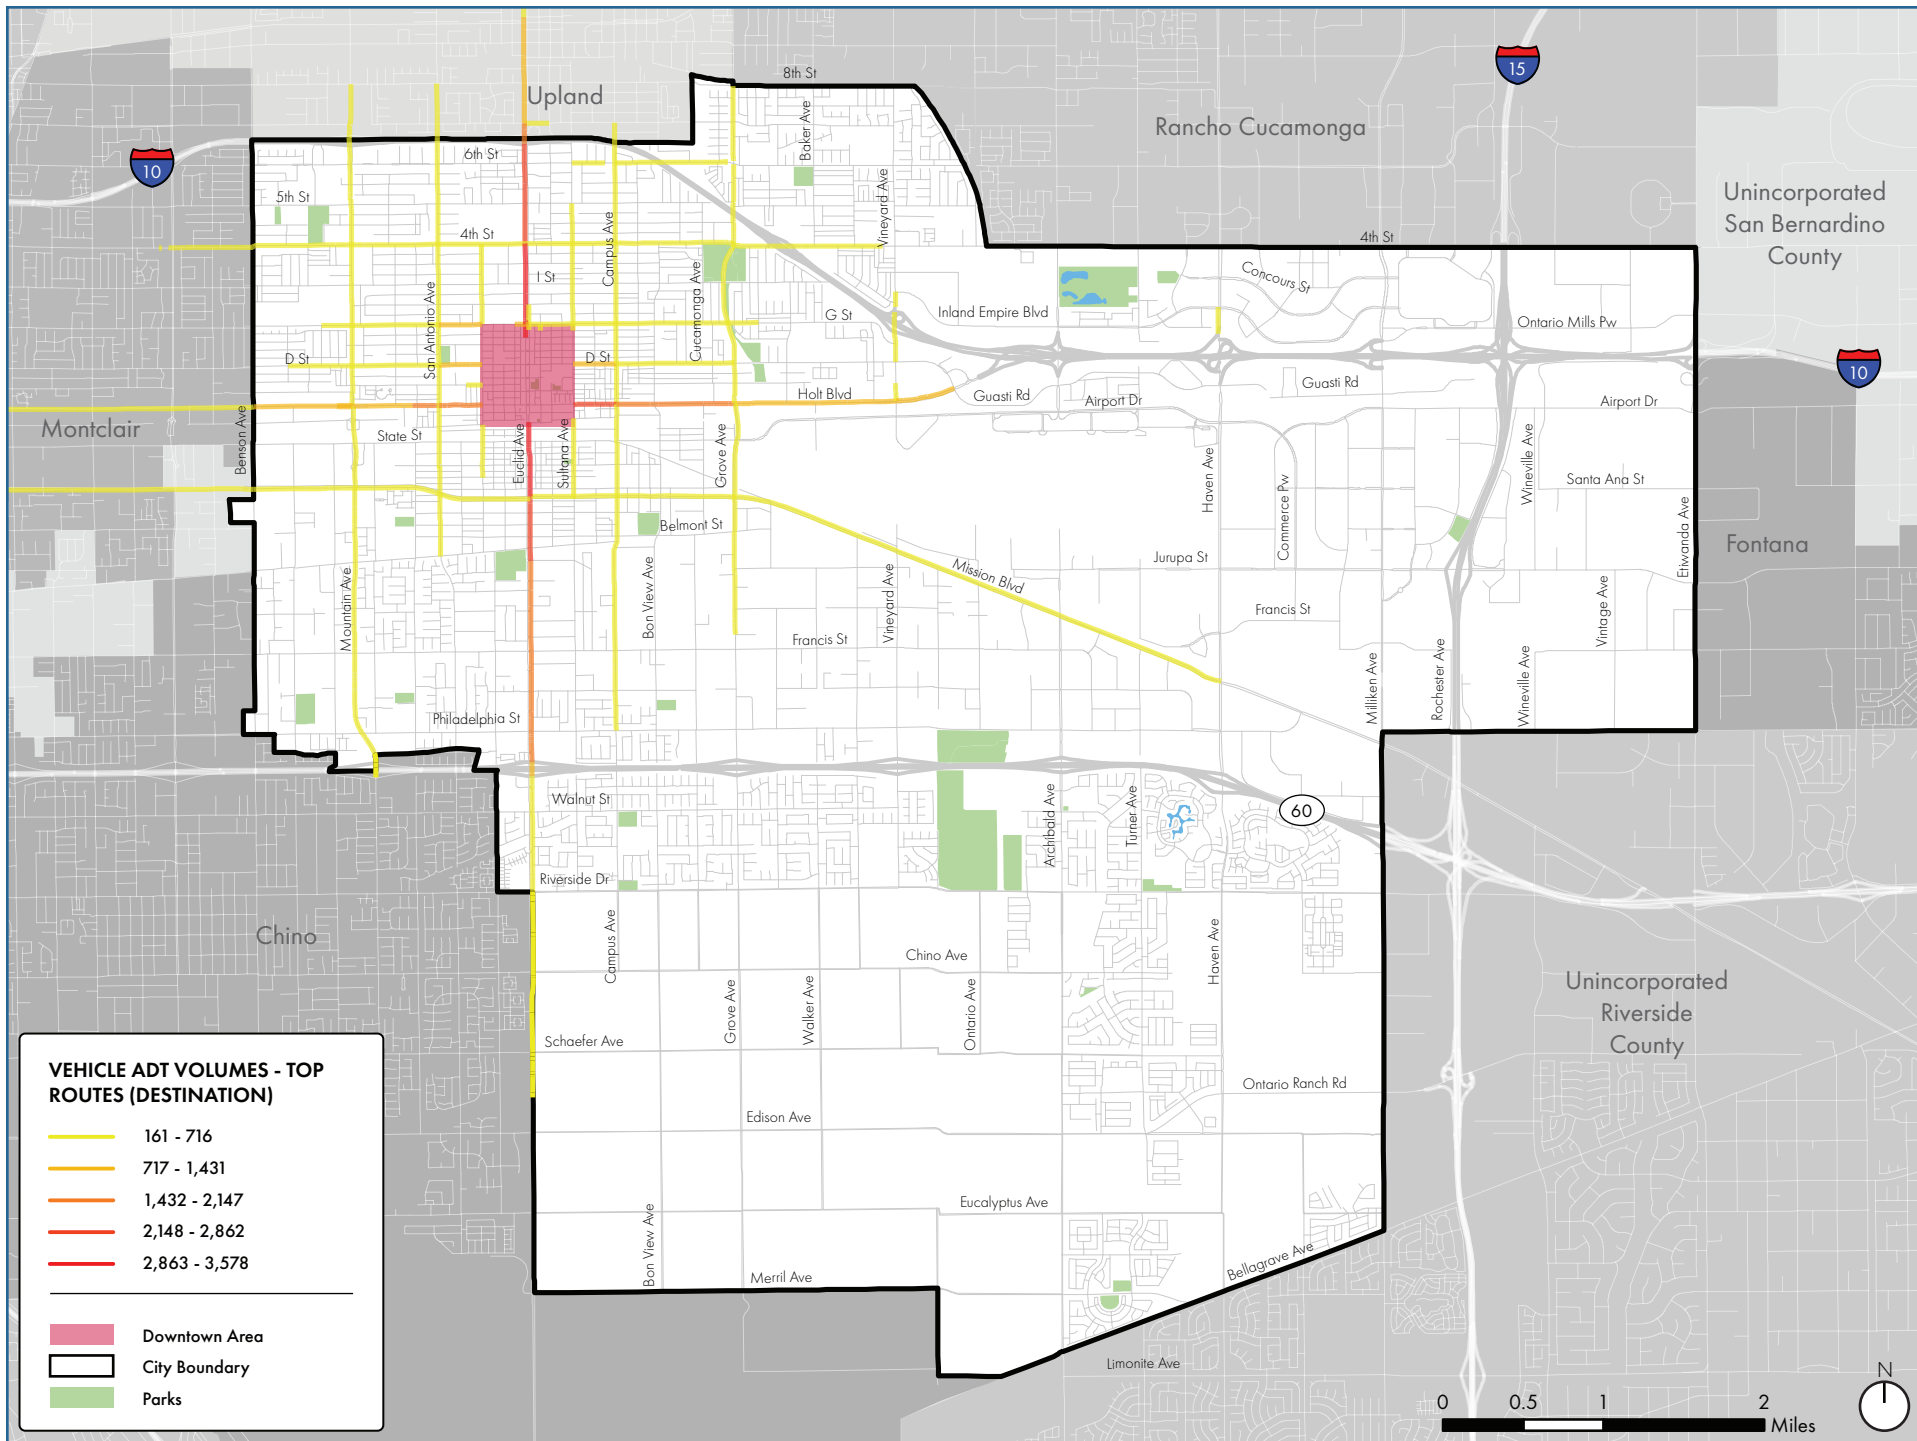 8th St
15
Upland
Rancho Cucamonga
Baker Ave
6th St
10
Unincorporated
San Bernardino
County
5th St
Vineyard Ave
4th St
Campus Ave
4th St
I St
Concours St
San Antonio Ave
Cucamonga Ave
G St
Inland Empire Blvd
Ontario Mills Pw
D St
D St
10
Holt Blvd
Guasti Rd
Guasti Rd
Airport Dr
Airport Dr
Montclair
Benson Ave
State St
Euclid Ave
Sultana Ave
Grove Ave
Haven Ave
Commerce Pw
Wineville Ave
Santa Ana St
Etiwanda Ave
Belmont St
Fontana
Jurupa St
Mission Blvd
Mountain Ave
Bon View Ave
Vineyard Ave
Vintage Ave
Francis St
Francis St
Milliken Ave
Rochester Ave
Wineville Ave
Philadelphia St
Walnut St
Archibald Ave
Turner Ave
60
Riverside Dr
Chino
Campus Ave
Chino Ave
Haven Ave
Grove Ave
Walker Ave
Ontario Ave
Unincorporated
Riverside
County
Schaefer Ave
Ontario Ranch Rd
Edison Ave
Eucalyptus Ave
Bon View Ave
Bellagrave Ave
Merril Ave
Limonite Ave
VEHICLE ADT VOLUMES - TOP
ROUTES (DESTINATION)
161 - 716
717 - 1,431
1,432 - 2,147
2,148 - 2,862
2,863 - 3,578
Downtown Area
City Boundary
Parks
N
0 0.5 1 2
Miles